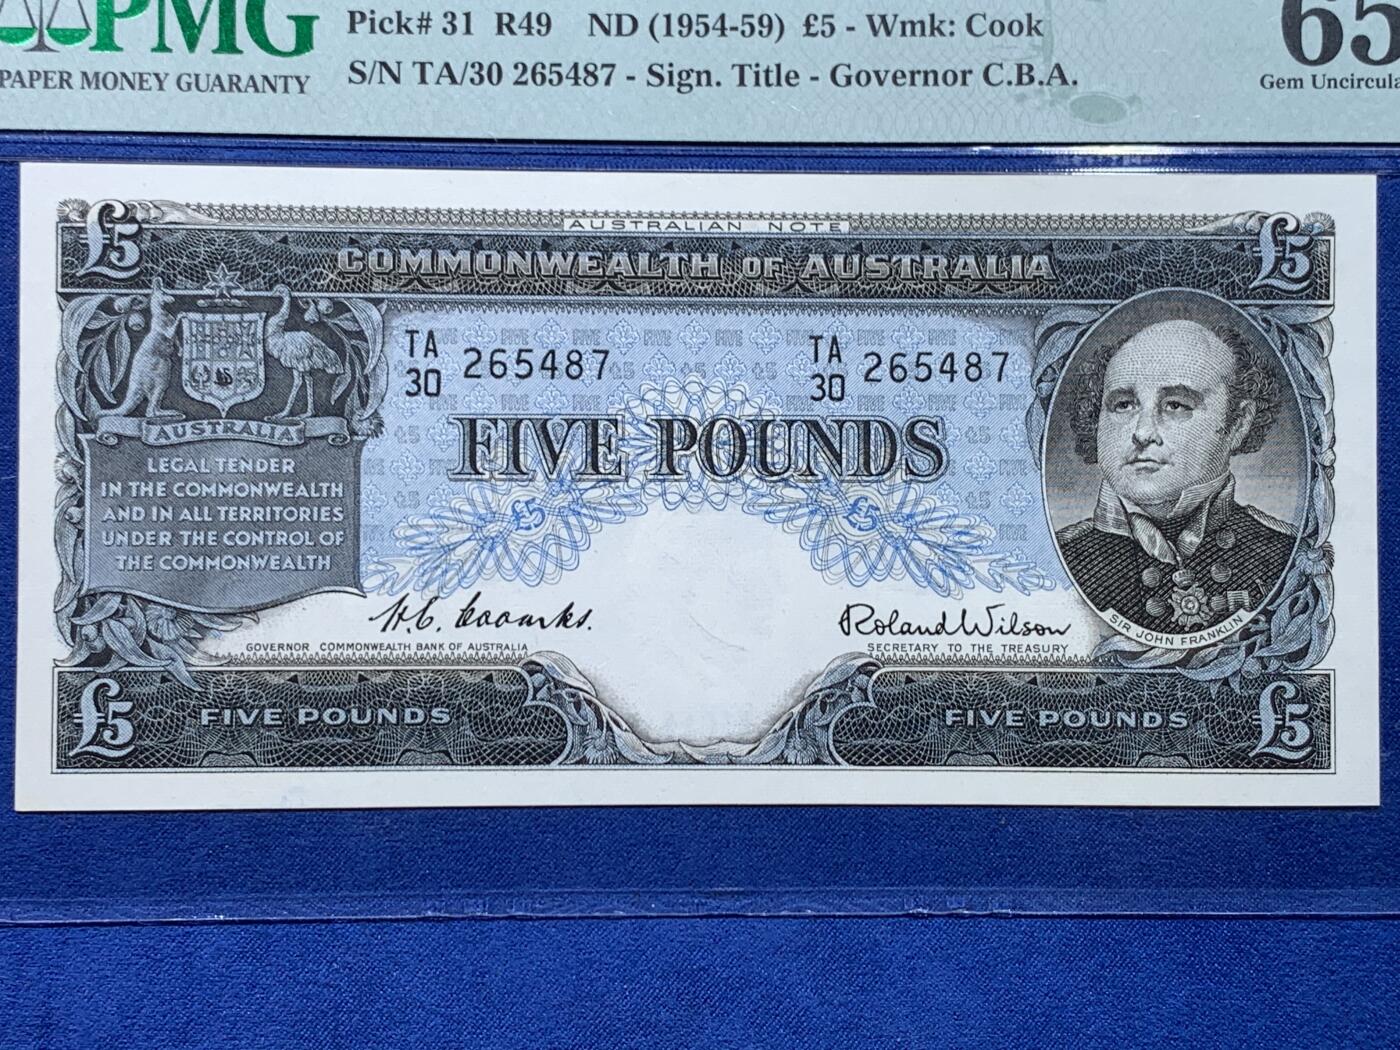 PMG
PAPER MONEY GUARANTY
Pick# 31 R49 ND (1954-59) £5 - Wmk: Cook
S/N TA/30 265487 - Sign. Title - Governor C.B.A.
65
Gem Uncircula
AUSTRALIAN NOTE
£5
COMMONWEALTH OF AUSTRALIA
£5
TA
30 265487
TA
30 265487
FIVE POUNDS
£5 £5
AUSTRALIA
LEGAL TENDER
IN THE COMMONWEALTH
AND IN ALL TERRITORIES
UNDER THE CONTROL OF
THE COMMONWEALTH
H.C. Coombs.
GOVERNOR COMMONWEALTH BANK OF AUSTRALIA
Roland Wilson
SECRETARY TO THE TREASURY
SIR JOHN FRANKLIN
£5 FIVE POUNDS
FIVE POUNDS £5